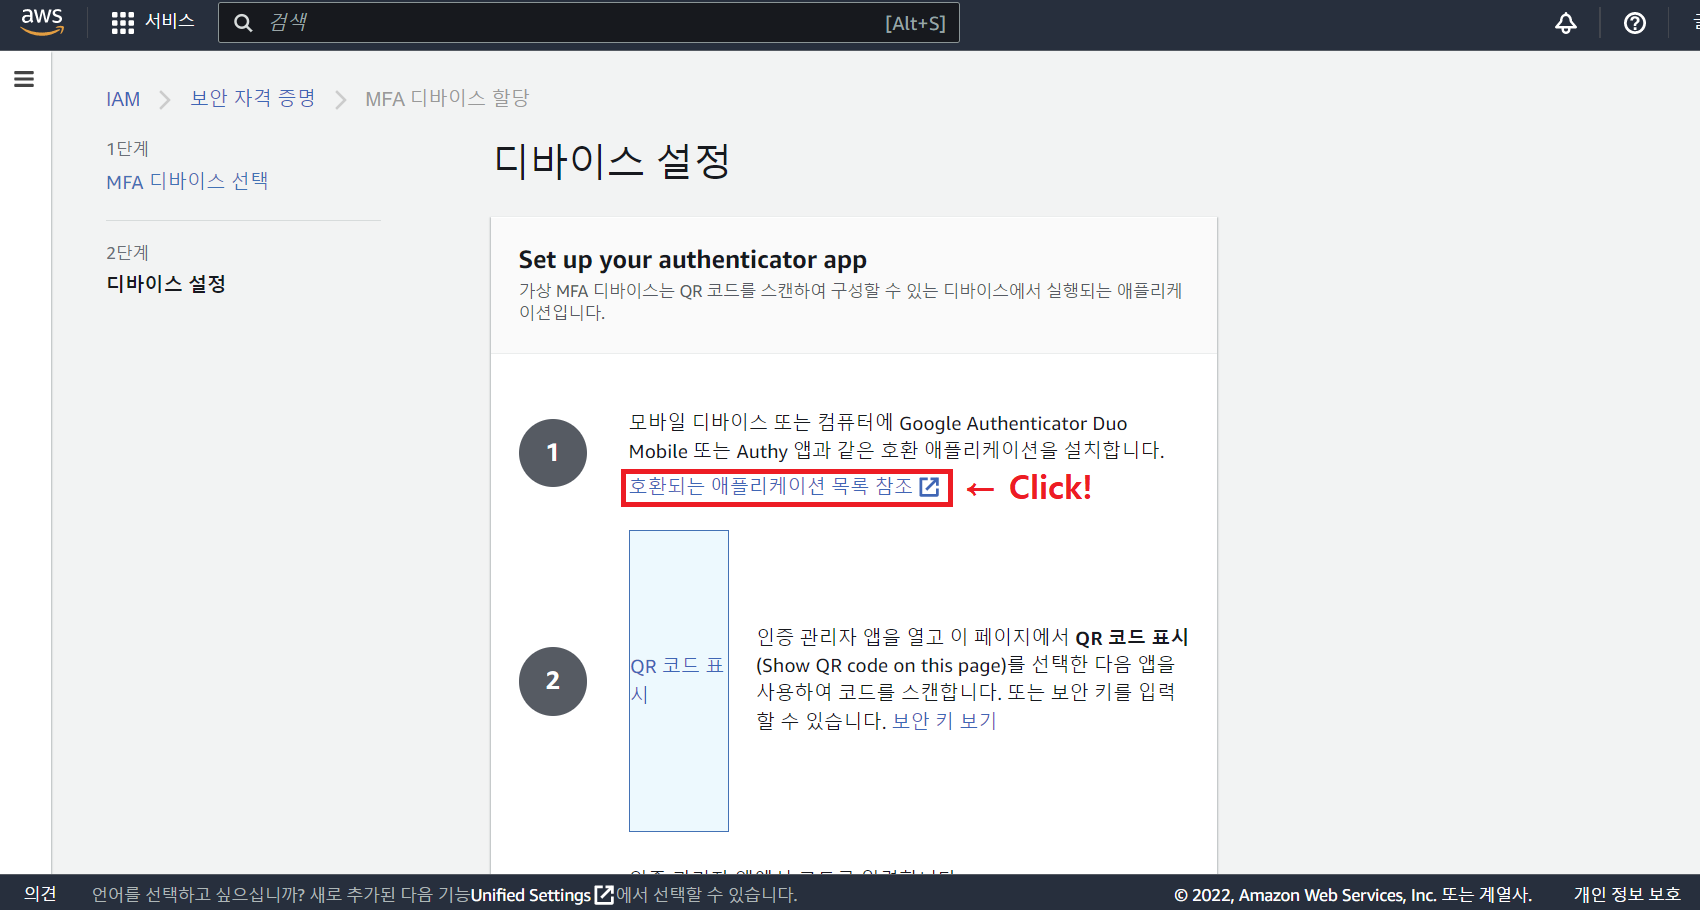 aws 서비스 검색 [Alt+S]
IAM 보안 자격 증명 MFA 디바이스 할당
1단계
MFA 디바이스 선택
2단계
디바이스 설정
디바이스 설정
Set up your authenticator app
가상 MFA 디바이스는 QR 코드를 스캔하여 구성할 수 있는 디바이스에서 실행되는 애플리케
이션입니다.
1
모바일 디바이스 또는 컴퓨터에 Google Authenticator Duo
Mobile 또는 Authy 앱과 같은 호환 애플리케이션을 설치합니다.
호환되는 애플리케이션 목록 참조 ← Click!
2
QR 코드 표
시
인증 관리자 앱을 열고 이 페이지에서 QR 코드 표시
(Show QR code on this page)를 선택한 다음 앱을
사용하여 코드를 스캔합니다. 또는 보안 키를 입력
할 수 있습니다. 보안 키 보기
의견 언어를 선택하고 싶으십니까? 새로 추가된 다음 기능Unified Settings에서 선택할 수 있습니다. © 2022, Amazon Web Services, Inc. 또는 계열사. 개인 정보 보호